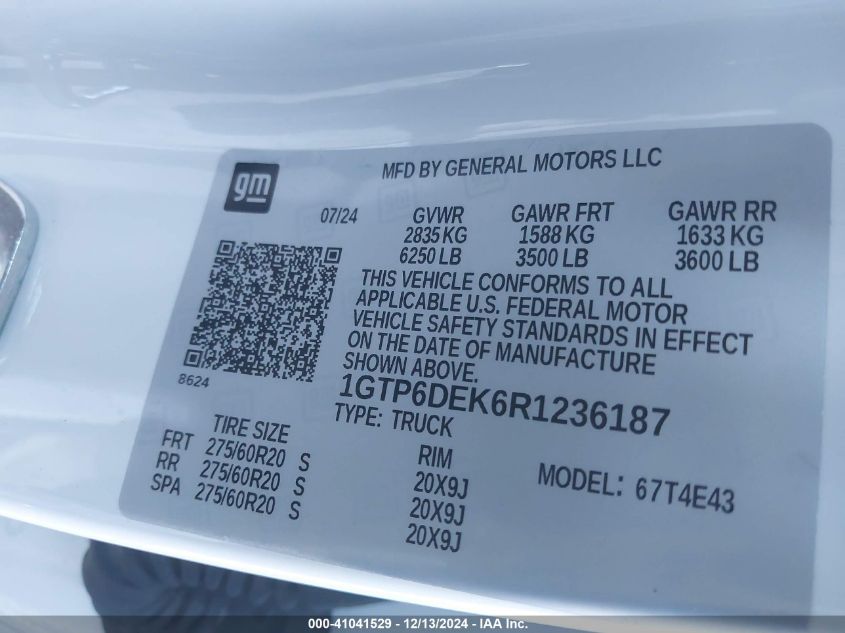 gm
MFD BY GENERAL MOTORS LLC
07/24 GVWR GAWR FRT GAWR RR
2835 KG 1588 KG 1633 KG
6250 LB 3500 LB 3600 LB
THIS VEHICLE CONFORMS TO ALL
APPLICABLE U.S. FEDERAL MOTOR
VEHICLE SAFETY STANDARDS IN EFFECT
ON THE DATE OF MANUFACTURE
SHOWN ABOVE.
8624
1GTP6DEK6R1236187
TYPE: TRUCK
TIRE SIZE RIM MODEL: 67T4E43
FRT 275/60R20 S 20X9J
RR 275/60R20 S 20X9J
SPA 275/60R20 S 20X9J
000-41041529 - 12/13/2024 - IAA Inc.